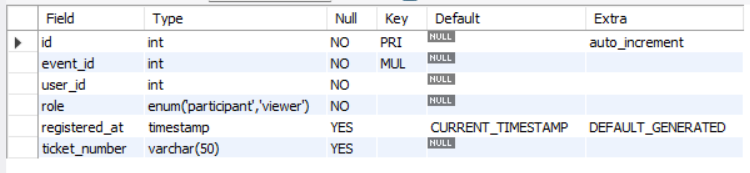 Field Type Null Key Default Extra
id int NO PRI NULL auto_increment
event_id int NO MUL NULL
user_id int NO NULL
role enum('participant','viewer') NO NULL
registered_at timestamp YES CURRENT_TIMESTAMP DEFAULT_GENERATED
ticket_number varchar(50) YES NULL